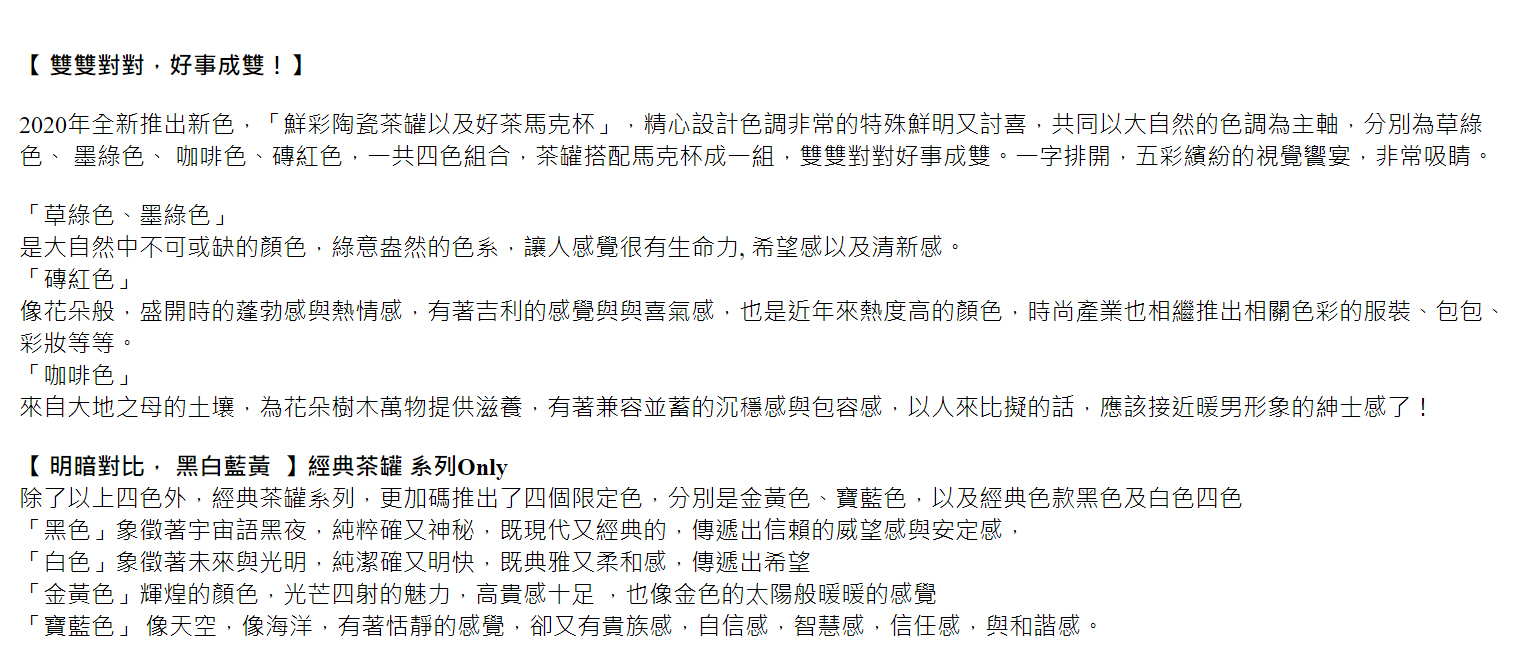 【 雙雙對對，好事成雙！】
2020年全新推出新色，「鮮彩陶瓷茶罐以及好茶馬克杯」，精心設計色調非常的特殊鮮明又討喜，共同以大自然的色調為主軸，分別為草綠
色、 墨綠色、 咖啡色、磚紅色，一共四色組合，茶罐搭配馬克杯成一組，雙雙對對好事成雙。一字排開，五彩繽紛的視覺饗宴，非常吸睛。
「草綠色、墨綠色」
是大自然中不可或缺的顏色，綠意盎然的色系，讓人感覺很有生命力, 希望感以及清新感。
「磚紅色」
像花朵般，盛開時的蓬勃感與熱情感，有著吉利的感覺與與喜氣感，也是近年來熱度高的顏色，時尚產業也相繼推出相關色彩的服裝、包包、
彩妝等等。
「咖啡色」
來自大地之母的土壤，為花朵樹木萬物提供滋養，有著兼容並蓄的沉穩感與包容感，以人來比擬的話，應該接近暖男形象的紳士感了！
【 明暗對比， 黑白藍黃 】經典茶罐 系列Only
除了以上四色外，經典茶罐系列，更加碼推出了四個限定色，分別是金黃色、寶藍色，以及經典色款黑色及白色四色
「黑色」象徵著宇宙語黑夜，純粹確又神秘，既現代又經典的，傳遞出信賴的威望感與安定感，
「白色」象徵著未來與光明，純潔確又明快，既典雅又柔和感，傳遞出希望
「金黃色」輝煌的顏色，光芒四射的魅力，高貴感十足 ，也像金色的太陽般暖暖的感覺
「寶藍色」 像天空，像海洋，有著恬靜的感覺，卻又有貴族感，自信感，智慧感，信任感，與和諧感。